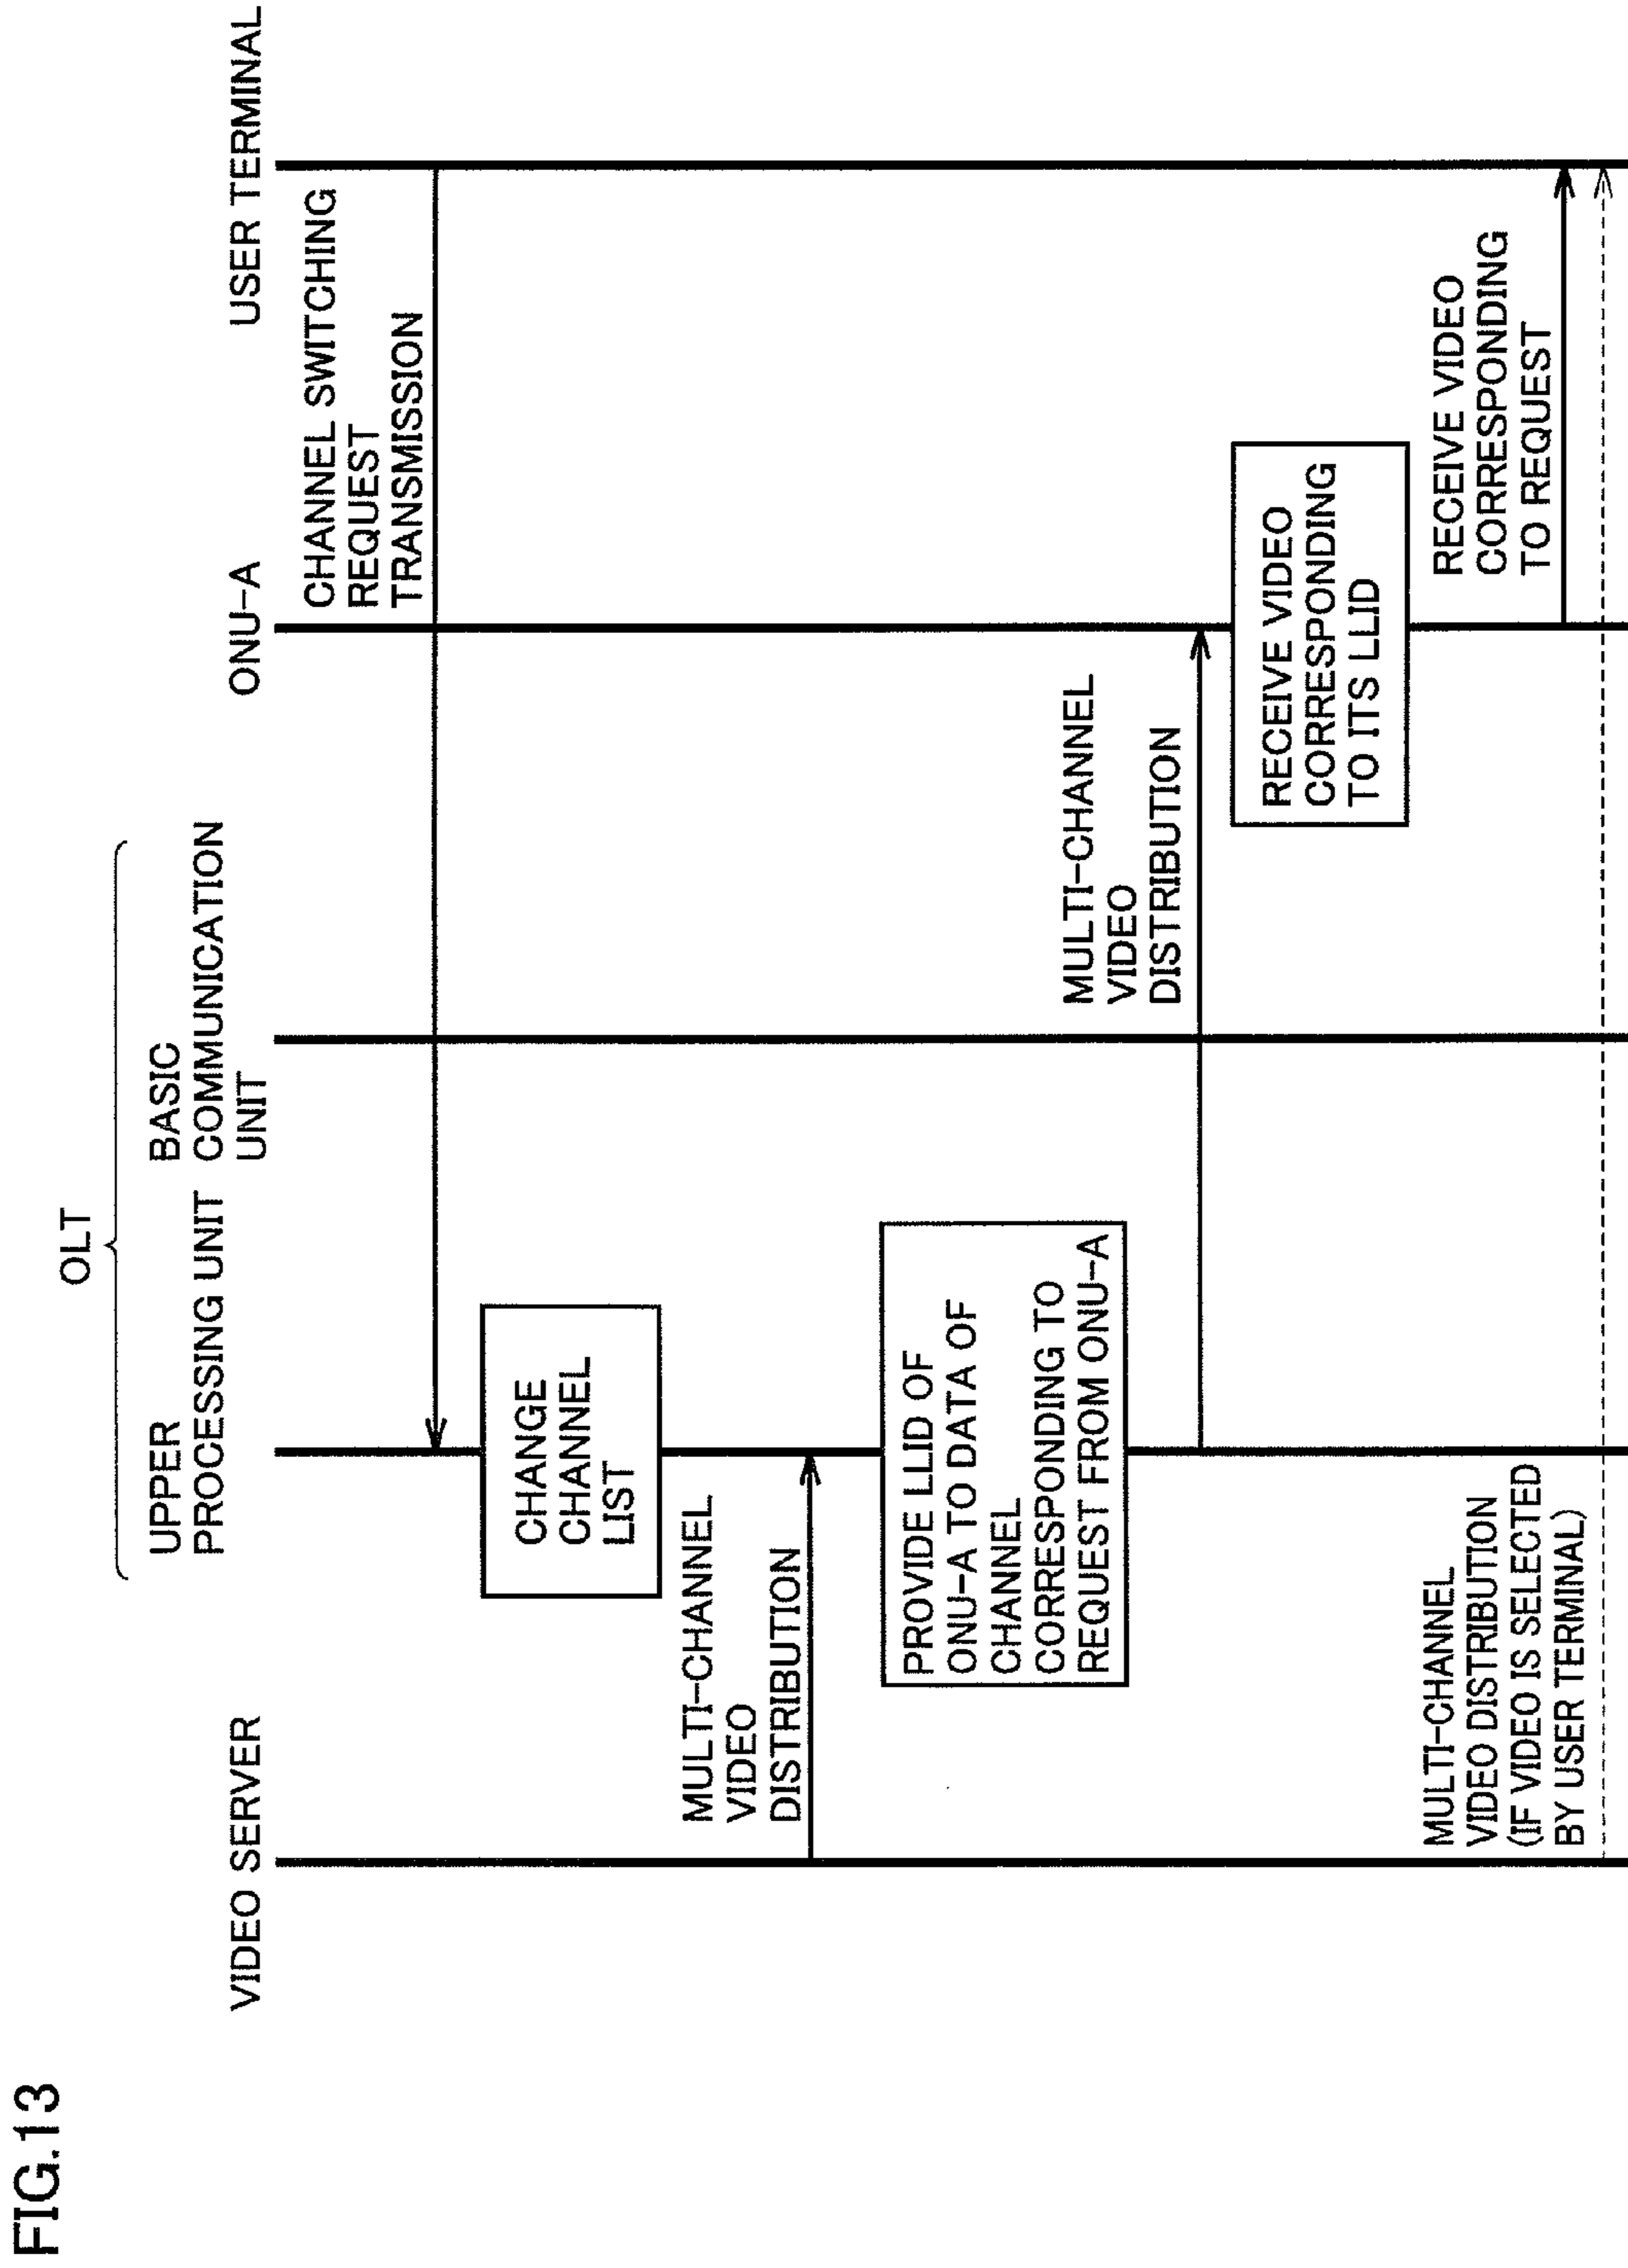 FIG.13
OLT
VIDEO SERVER
UPPER
PROCESSING UNIT
BASIC
COMMUNICATION
UNIT
ONU-A
USER TERMINAL
CHANNEL SWITCHING
REQUEST
TRANSMISSION
CHANGE
CHANNEL
LIST
MULTI-CHANNEL
VIDEO
DISTRIBUTION
PROVIDE LLID OF
ONU-A TO DATA OF
CHANNEL
CORRESPONDING TO
REQUEST FROM ONU-A
MULTI-CHANNEL
VIDEO
DISTRIBUTION
RECEIVE VIDEO
CORRESPONDING
TO ITS LLID
RECEIVE VIDEO
CORRESPONDING
TO REQUEST
MULTI-CHANNEL
VIDEO DISTRIBUTION
(IF VIDEO IS SELECTED
BY USER TERMINAL)